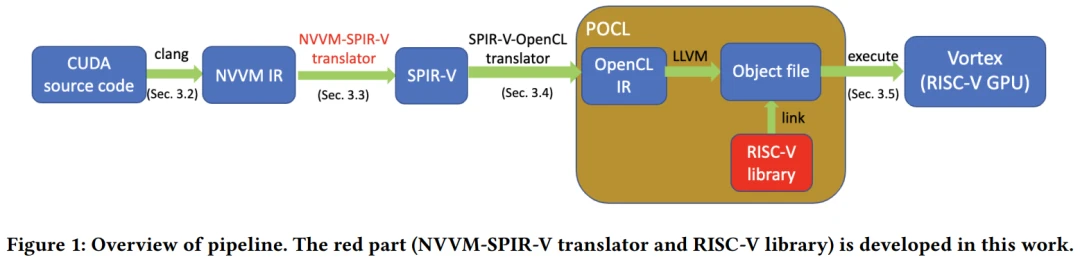 POCL
CUDA
source code
clang
(Sec. 3.2)
NVVM IR
NVVM-SPIR-V
translator
(Sec. 3.3)
SPIR-V
SPIR-V-OpenCL
translator
(Sec. 3.4)
OpenCL
IR
LLVM
Object file
link
RISC-V
library
execute
(Sec. 3.5)
Vortex
(RISC-V GPU)
Figure 1: Overview of pipeline. The red part (NVVM-SPIR-V translator and RISC-V library) is developed in this work.